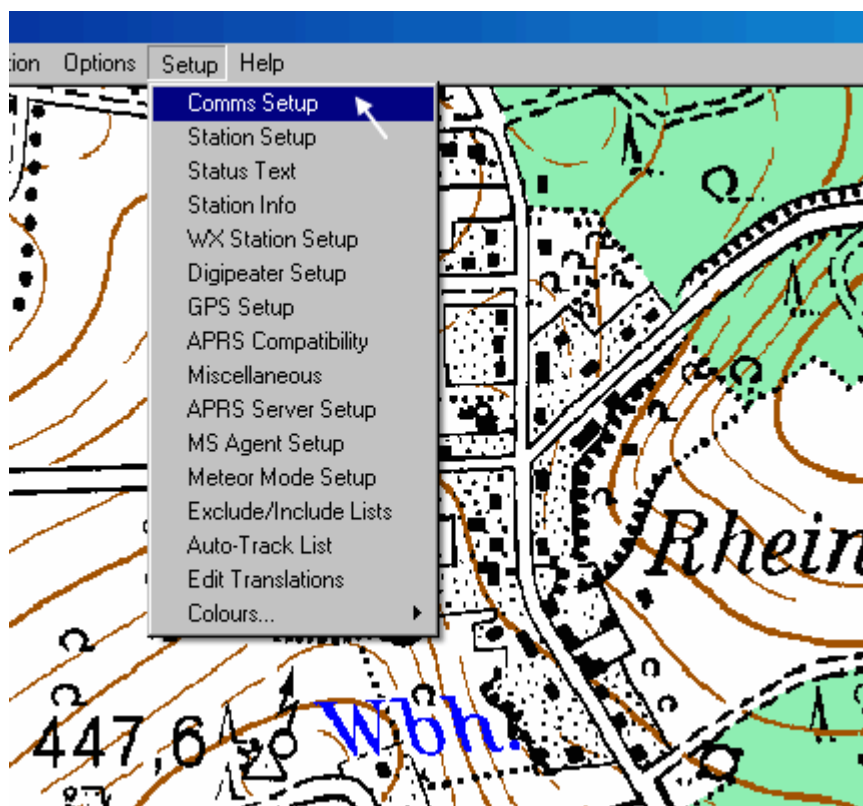 ion Options Setup Help
Comms Setup
Station Setup
Status Text
Station Info
WX Station Setup
Digipeater Setup
GPS Setup
APRS Compatibility
Miscellaneous
APRS Server Setup
MS Agent Setup
Meteor Mode Setup
Exclude/Include Lists
Auto-Track List
Edit Translations
Colours...
Rhein
Wbh.
447,6